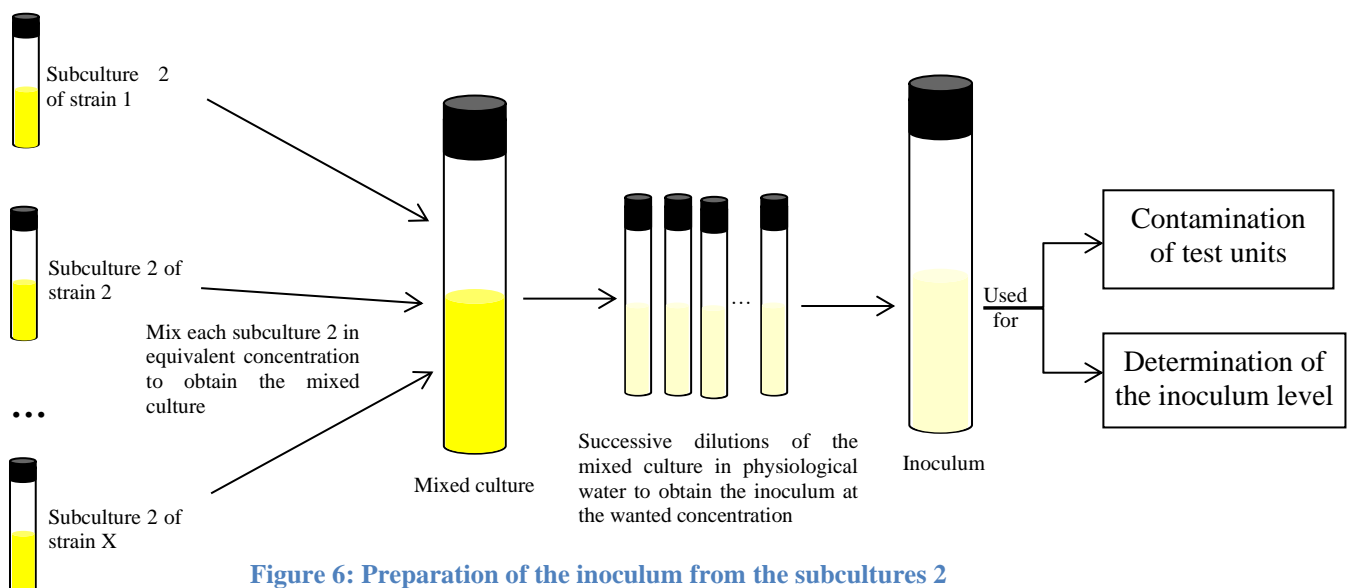 Subculture 2
of strain 1
Subculture 2 of
strain 2
Mix each subculture 2 in
equivalent concentration
to obtain the mixed
culture
...
Subculture 2 of
strain X
Mixed culture
...
Successive dilutions of the
mixed culture in physiological
water to obtain the inoculum at
the wanted concentration
Inoculum
Used
for
Contamination
of test units
Determination of
the inoculum level
Figure 6: Preparation of the inoculum from the subcultures 2